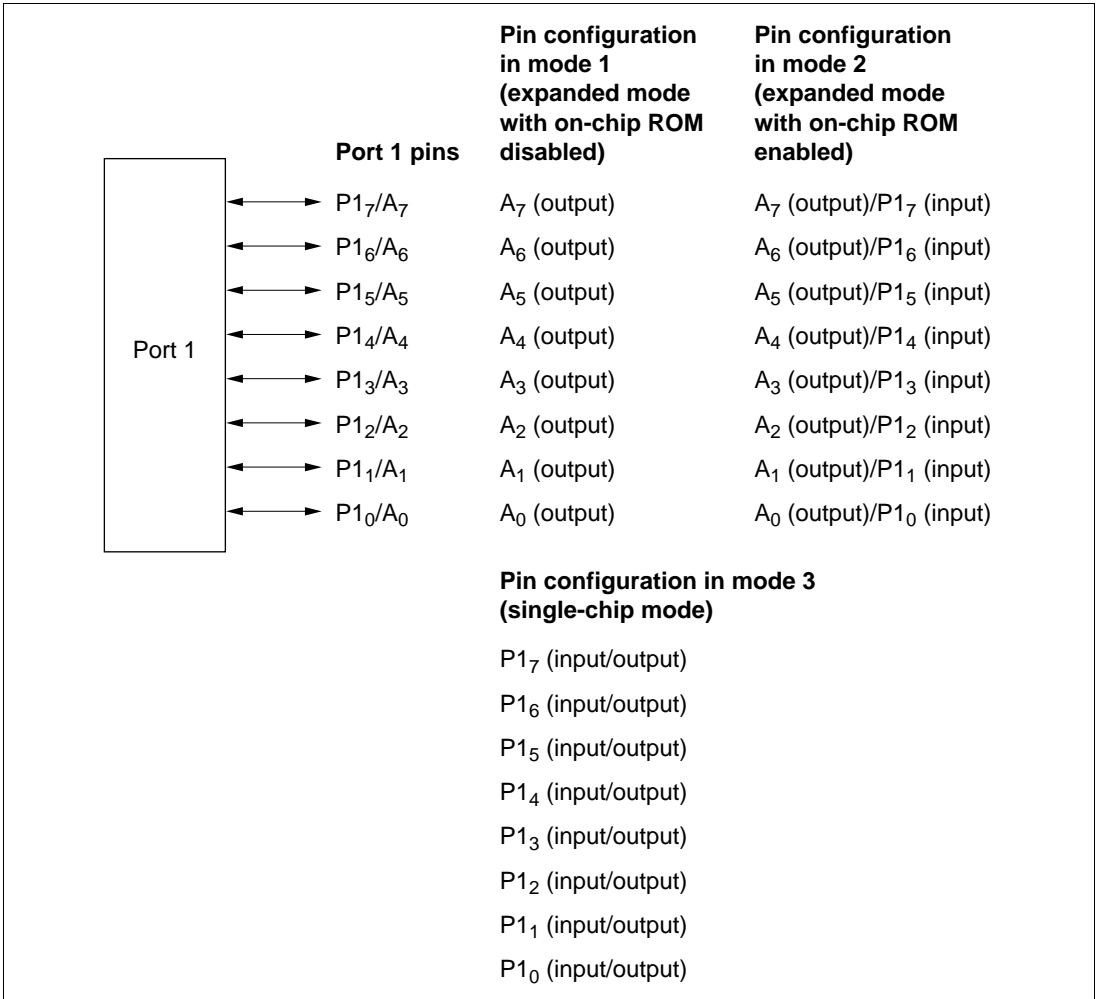 Port 1
Port 1 pins
P1₇/A₇
P1₆/A₆
P1₅/A₅
P1₄/A₄
P1₃/A₃
P1₂/A₂
P1₁/A₁
P1₀/A₀
Pin configuration
in mode 1
(expanded mode
with on-chip ROM
disabled)
A₇ (output)
A₆ (output)
A₅ (output)
A₄ (output)
A₃ (output)
A₂ (output)
A₁ (output)
A₀ (output)
Pin configuration
in mode 2
(expanded mode
with on-chip ROM
enabled)
A₇ (output)/P1₇ (input)
A₆ (output)/P1₆ (input)
A₅ (output)/P1₅ (input)
A₄ (output)/P1₄ (input)
A₃ (output)/P1₃ (input)
A₂ (output)/P1₂ (input)
A₁ (output)/P1₁ (input)
A₀ (output)/P1₀ (input)
Pin configuration in mode 3
(single-chip mode)
P1₇ (input/output)
P1₆ (input/output)
P1₅ (input/output)
P1₄ (input/output)
P1₃ (input/output)
P1₂ (input/output)
P1₁ (input/output)
P1₀ (input/output)